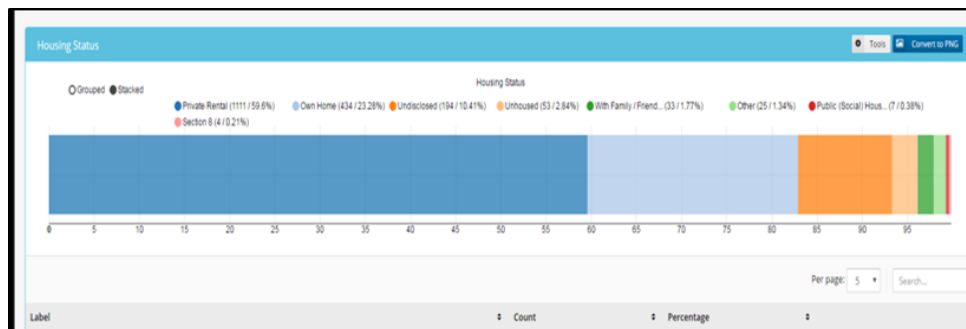 Housing Status
Tools Convert to PNG
Housing Status
Grouped Stacked
Private Rental (1111 / 59.6%) Own Home (434 / 23.28%) Undisclosed (194 / 10.41%) Unhoused (53 / 2.84%) With Family / Friend... (33 / 1.77%) Other (25 / 1.34%) Public (Social) Hous... (7 / 0.38%)
Section 8 (4 / 0.21%)
0 5 10 15 20 25 30 35 40 45 50 55 60 65 70 75 80 85 90 95
Per page: 5 Search...
Label Count Percentage